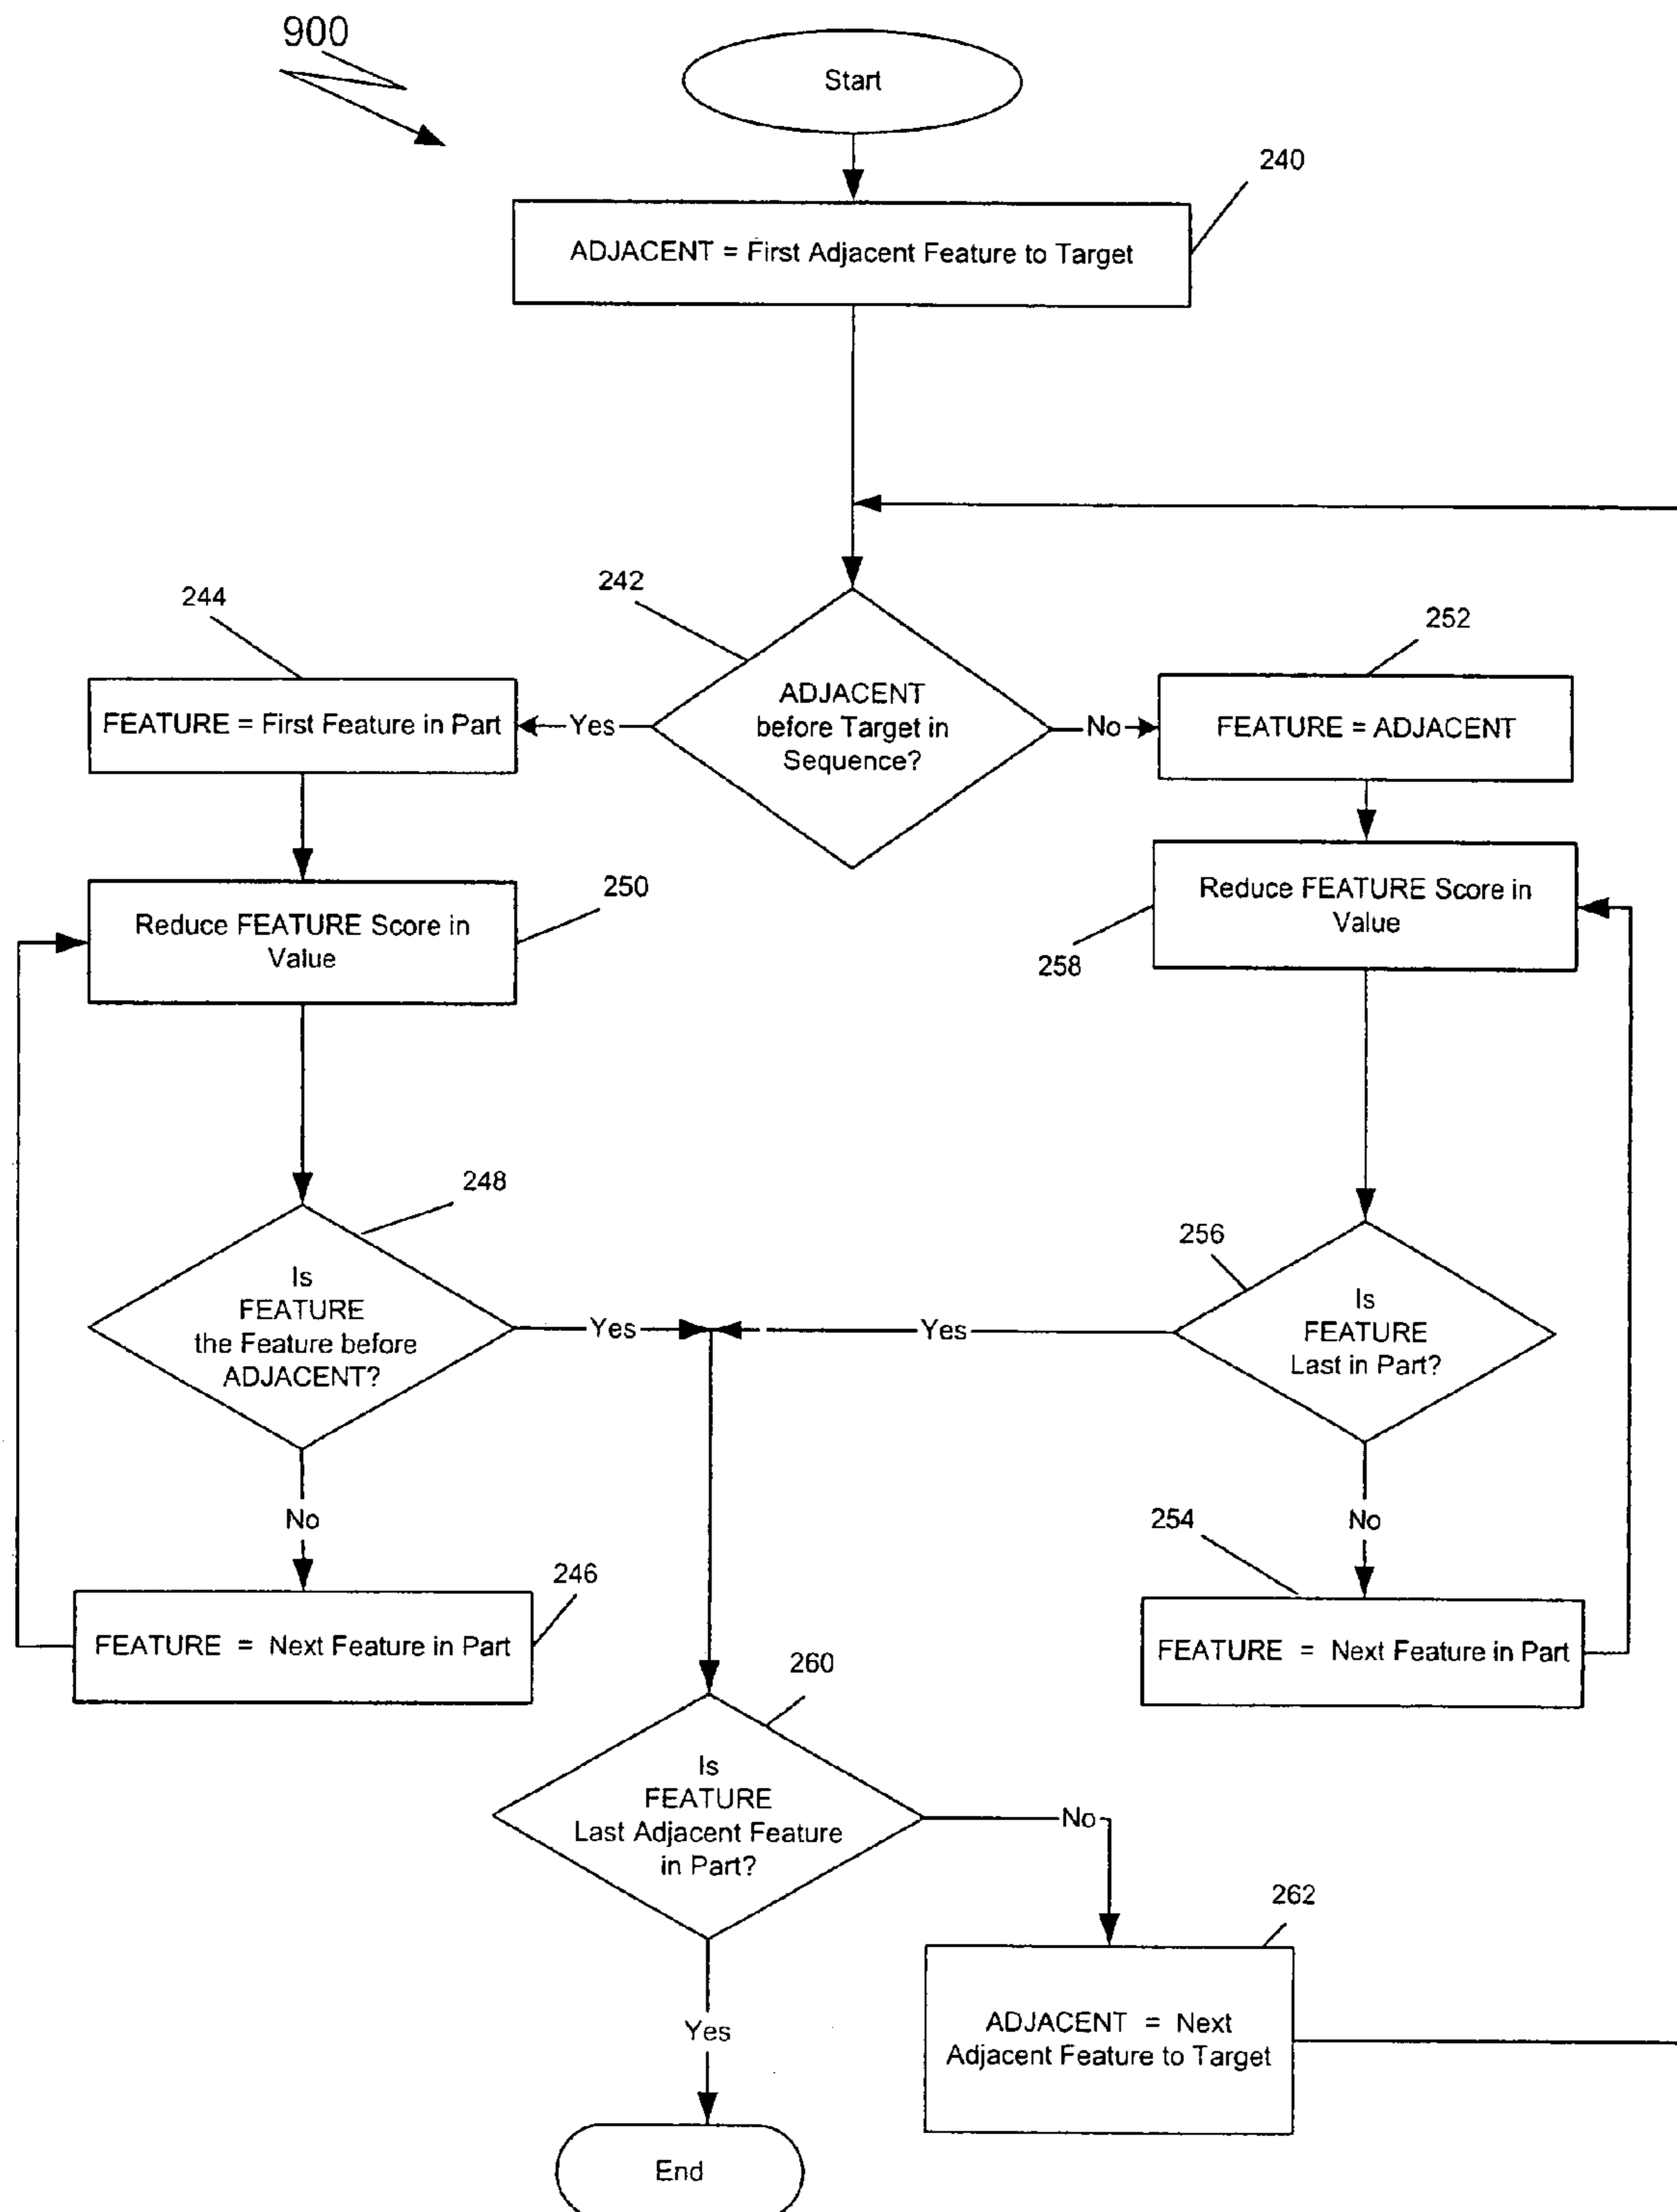 900
Start
240
ADJACENT = First Adjacent Feature to Target
242
244
252
ADJACENT
before Target in
Sequence?
FEATURE = First Feature in Part
Yes
No
FEATURE = ADJACENT
Reduce FEATURE Score in
Value
250
Reduce FEATURE Score in
Value
258
248
256
Is
FEATURE
the Feature before
ADJACENT?
Yes
Yes
Is
FEATURE
Last in Part?
No
No
254
246
FEATURE = Next Feature in Part
FEATURE = Next Feature in Part
260
Is
FEATURE
Last Adjacent Feature
in Part?
No
262
Yes
ADJACENT = Next
Adjacent Feature to Target
End